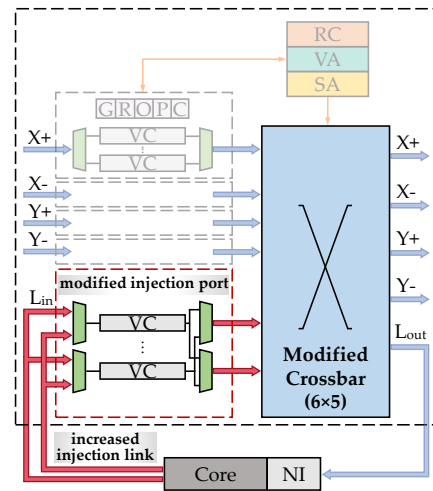 RC
VA
SA
G R O P C
X+
VC
VC
X+
X-
X-
Y+
Y-
Y+
Y-
modified injection port
Lin
VC
VC
Lout
Modified
Crossbar
(6×5)
increased
injection link
Core
NI